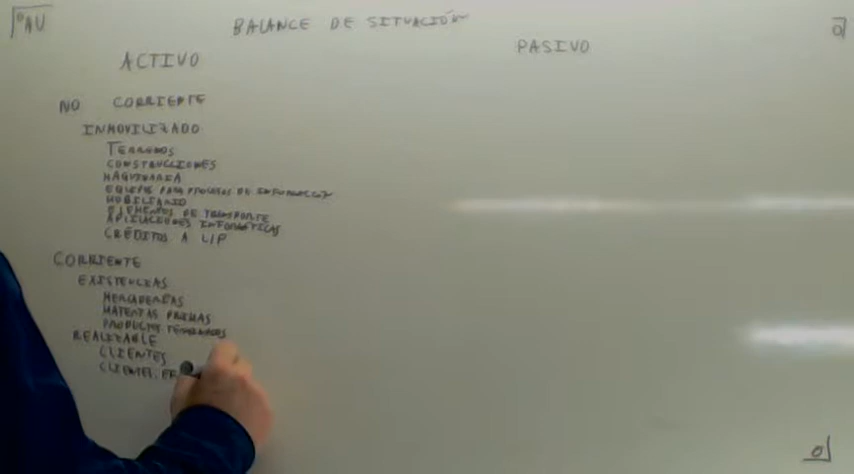 BALANCE DE SITUACIÓN
ACTIVO
PASIVO
NO CORRIENTE
INMOVILIZADO
TERRENOS
CONSTRUCCIONES
MAQUINARIA
EQUIPOS PARA PROCESOS DE INFORMACIÓN
MOBILIARIO
ELEMENTOS DE TRANSPORTE
APLICACIONES INFORMÁTICAS
CRÉDITOS A L/P
CORRIENTE
EXISTENCIAS
MERCADERÍAS
MATERIAS PRIMAS
PRODUCTOS TERMINADOS
REALIZABLE
CLIENTES